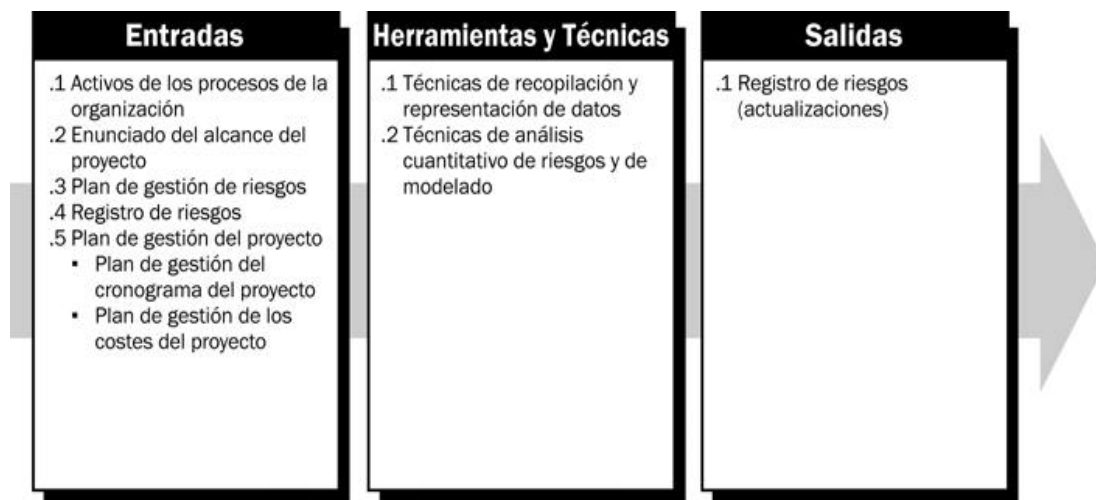 Entradas
.1 Activos de los procesos de la
organización
.2 Enunciado del alcance del
proyecto
.3 Plan de gestión de riesgos
.4 Registro de riesgos
.5 Plan de gestión del proyecto
▪ Plan de gestión del
cronograma del proyecto
▪ Plan de gestión de los
costes del proyecto
Herramientas y Técnicas
.1 Técnicas de recopilación y
representación de datos
.2 Técnicas de análisis
cuantitativo de riesgos y de
modelado
Salidas
.1 Registro de riesgos
(actualizaciones)